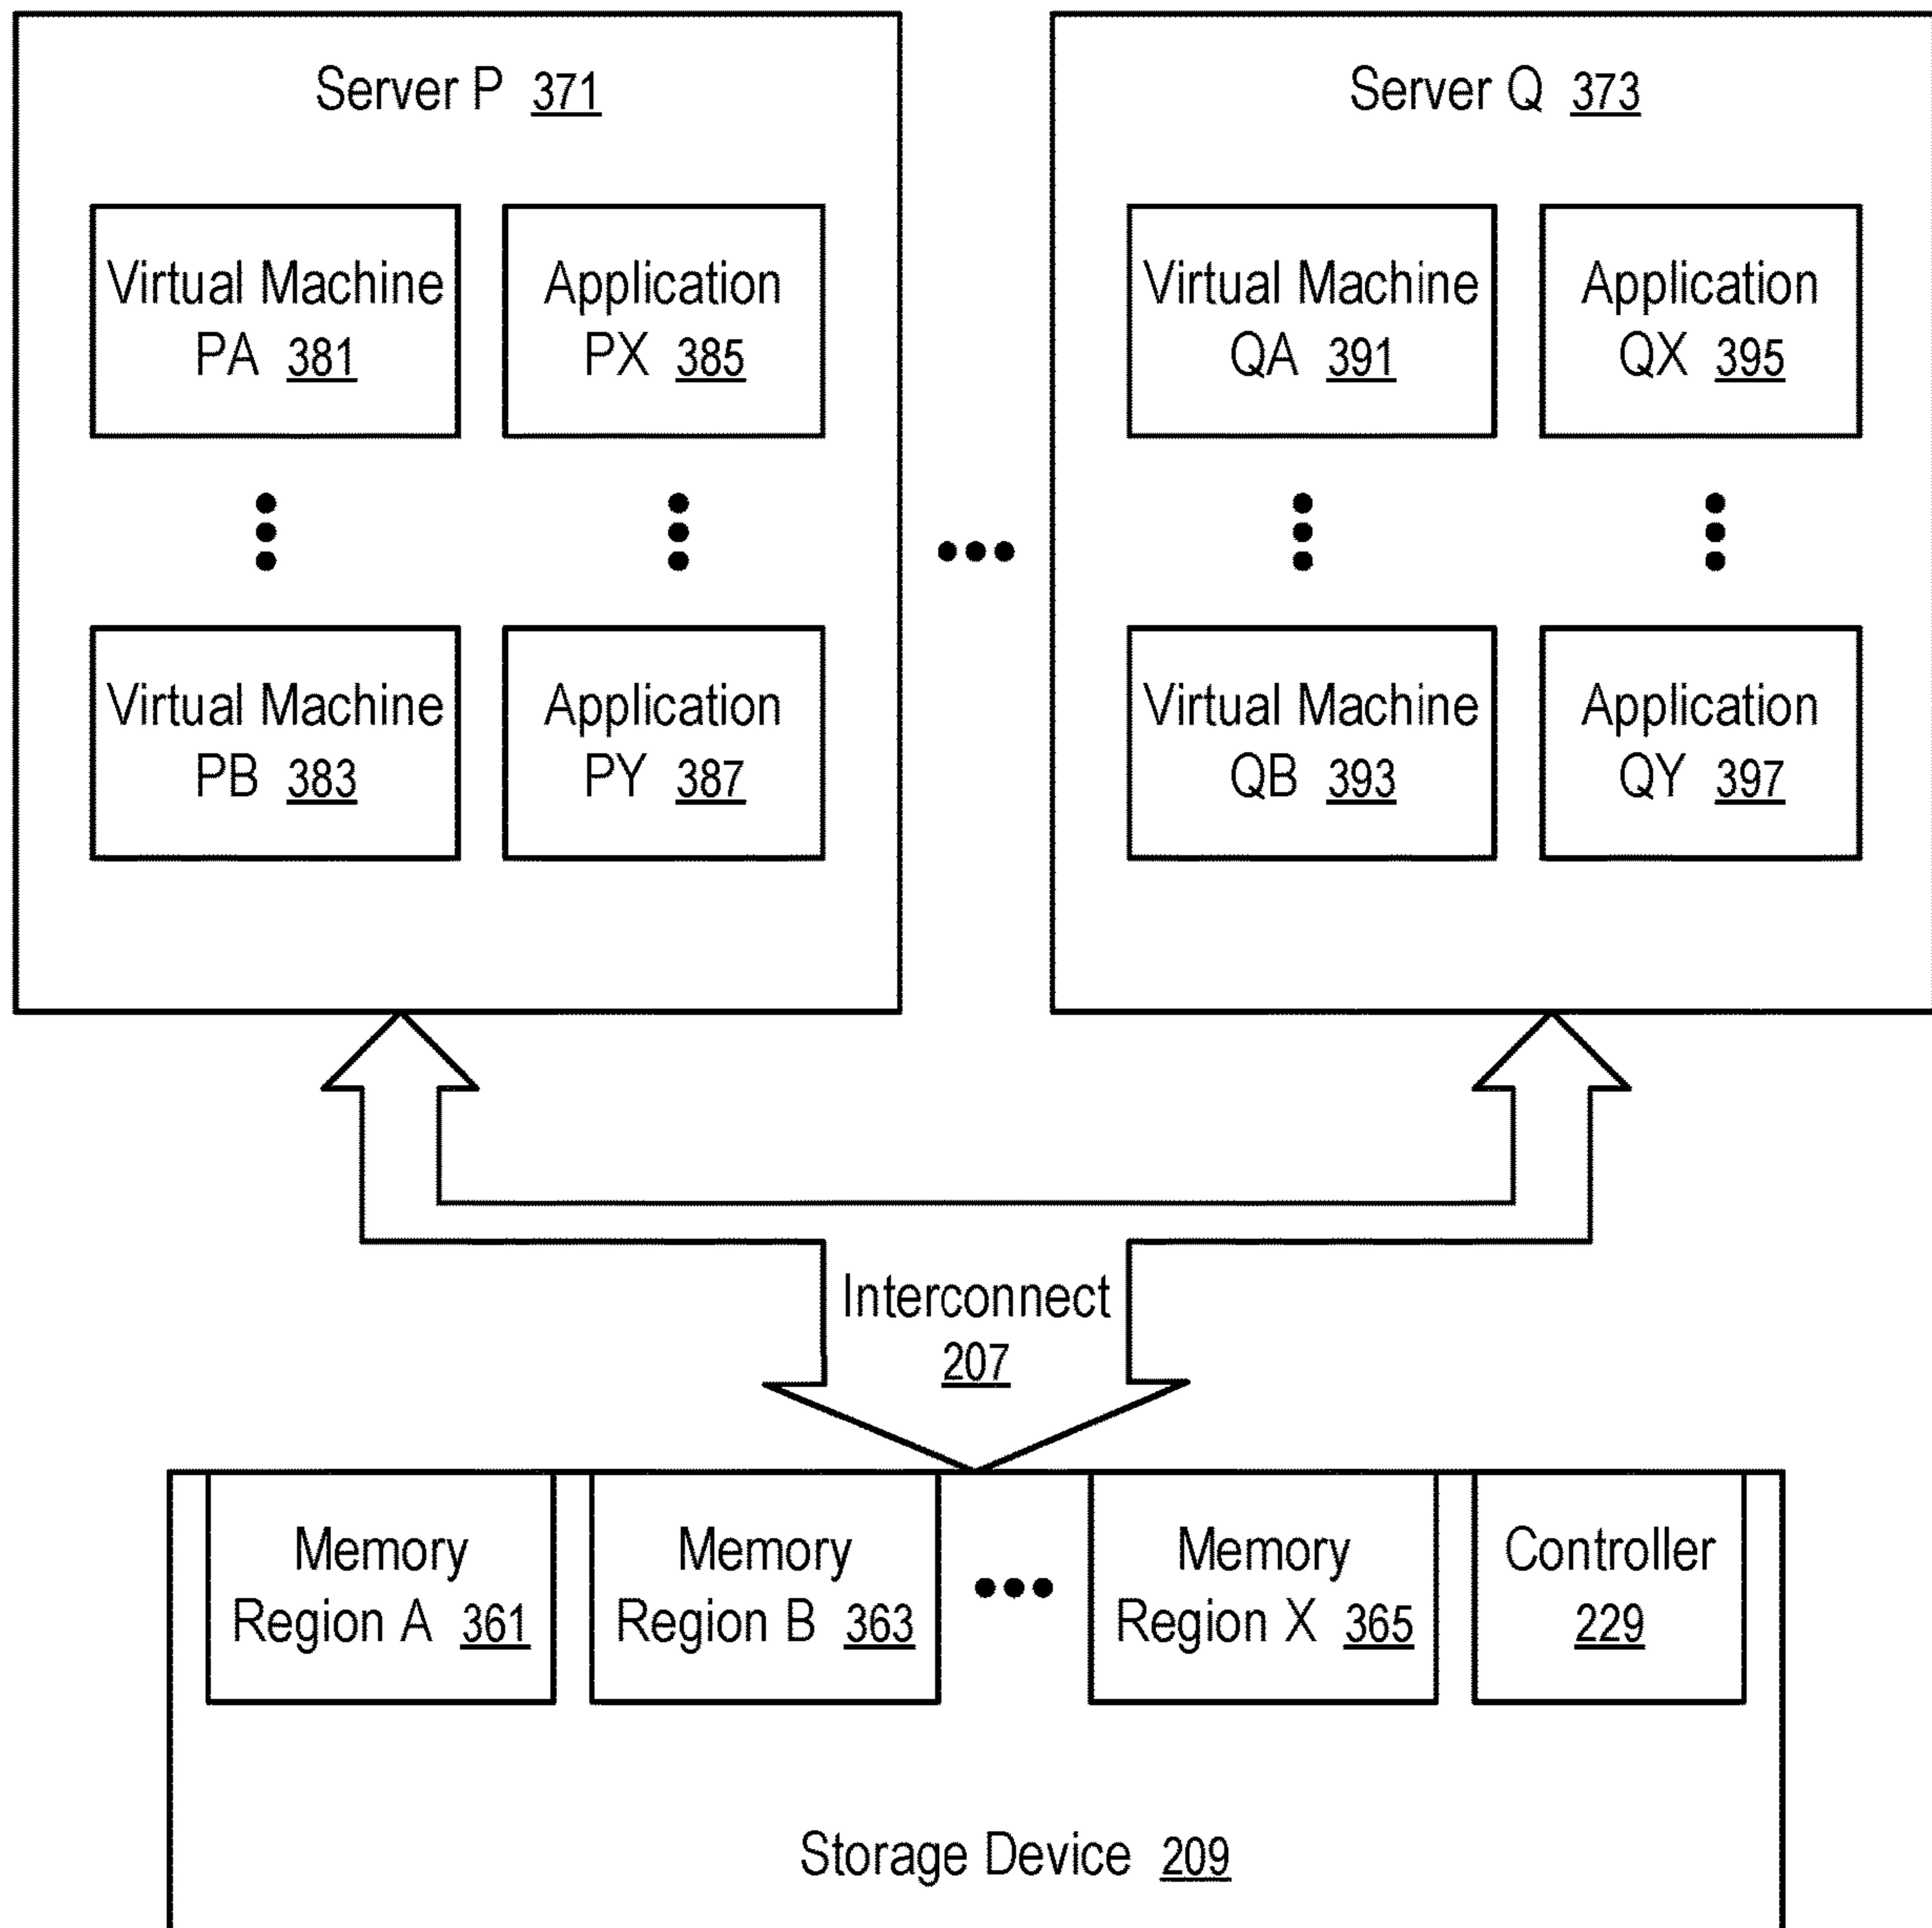 Server P 371
Virtual Machine
PA 381
Application
PX 385
Virtual Machine
PB 383
Application
PY 387
Server Q 373
Virtual Machine
QA 391
Application
QX 395
Virtual Machine
QB 393
Application
QY 397
Interconnect
207
Memory
Region A 361
Memory
Region B 363
Memory
Region X 365
Controller
229
Storage Device 209